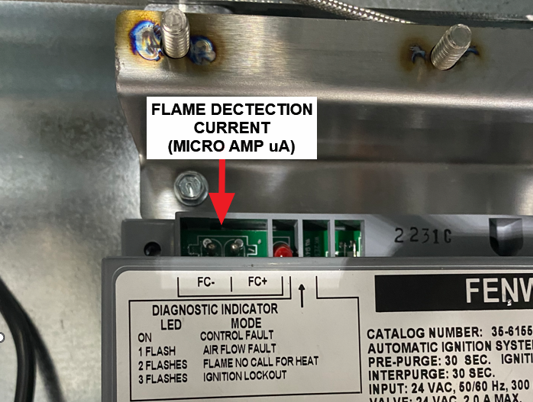 FLAME DECTECTION
CURRENT
(MICRO AMP uA)
2231C
FC- FC+
DIAGNOSTIC INDICATOR
LED MODE
ON CONTROL FAULT
1 FLASH AIR FLOW FAULT
2 FLASHES FLAME NO CALL FOR HEAT
3 FLASHES IGNITION LOCKOUT
CATALOG NUMBER: 35-6155
AUTOMATIC IGNITION SYSTEM
PRE-PURGE: 30 SEC.
INTERPURGE: 30 SEC.
INPUT: 24 VAC, 50/60 Hz, 300
VALVE: 24 VAC, 2.0 A MAX.